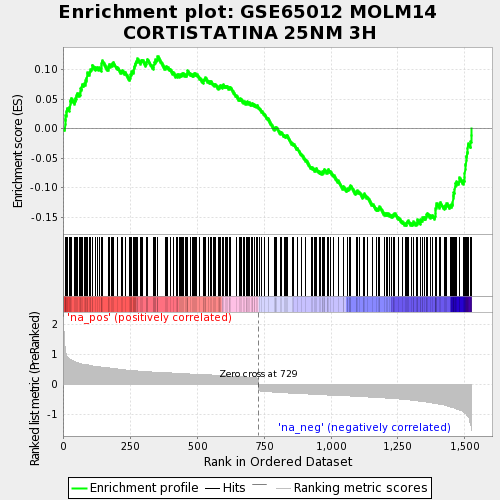 Enrichment plot: GSE65012 MOLM14
CORTISTATINA 25NM 3H
Enrichment score (ES)
0.10
0.05
0.00
-0.05
-0.10
-0.15
'na_pos' (positively correlated)
Ranked list metric (PreRanked)
2
1
0
-1
Zero cross at 729
'na_neg' (negatively correlated)
0
250
500
750
1,000
1,250
1,500
Rank in Ordered Dataset
Enrichment profile
Hits
Ranking metric scores